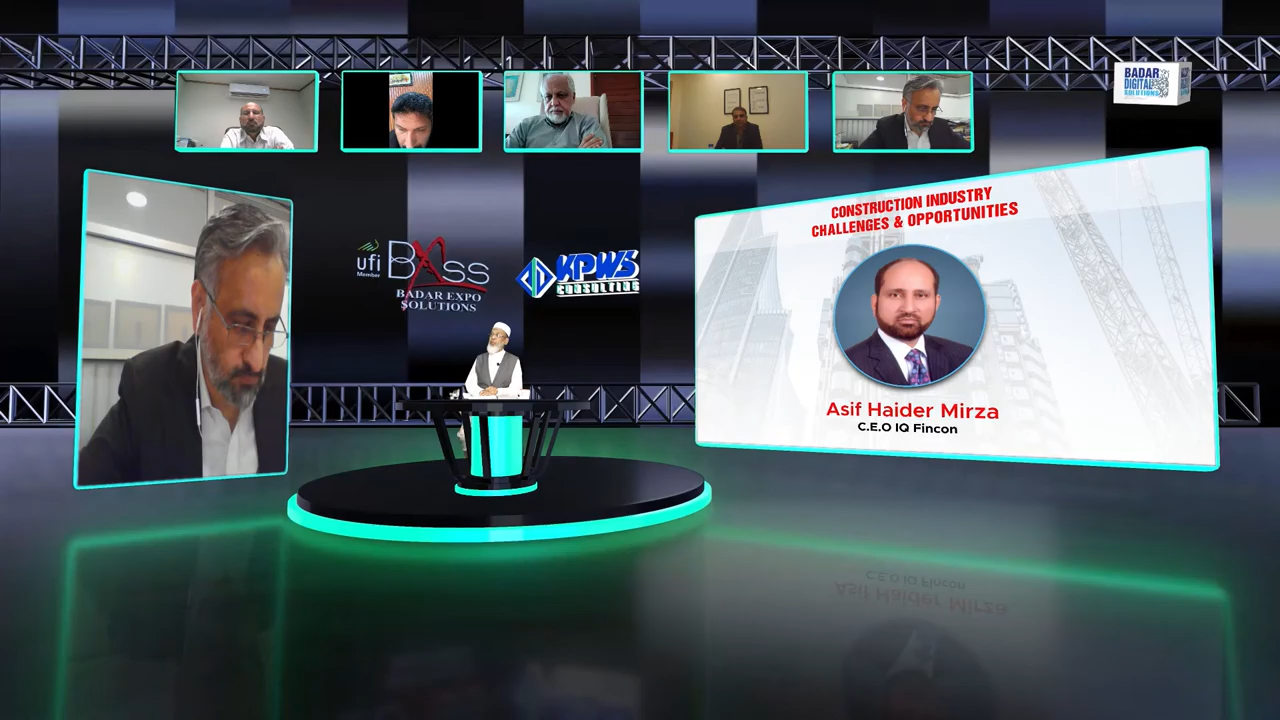 BADAR
DIGITAL
SOLUTIONS
CONSTRUCTION INDUSTRY
CHALLENGES & OPPORTUNITIES
ufi
Member
BXss
BADAR EXPO
SOLUTIONS
KPWS
CONSULTING
Asif Haider Mirza
C.E.O IQ Fincon